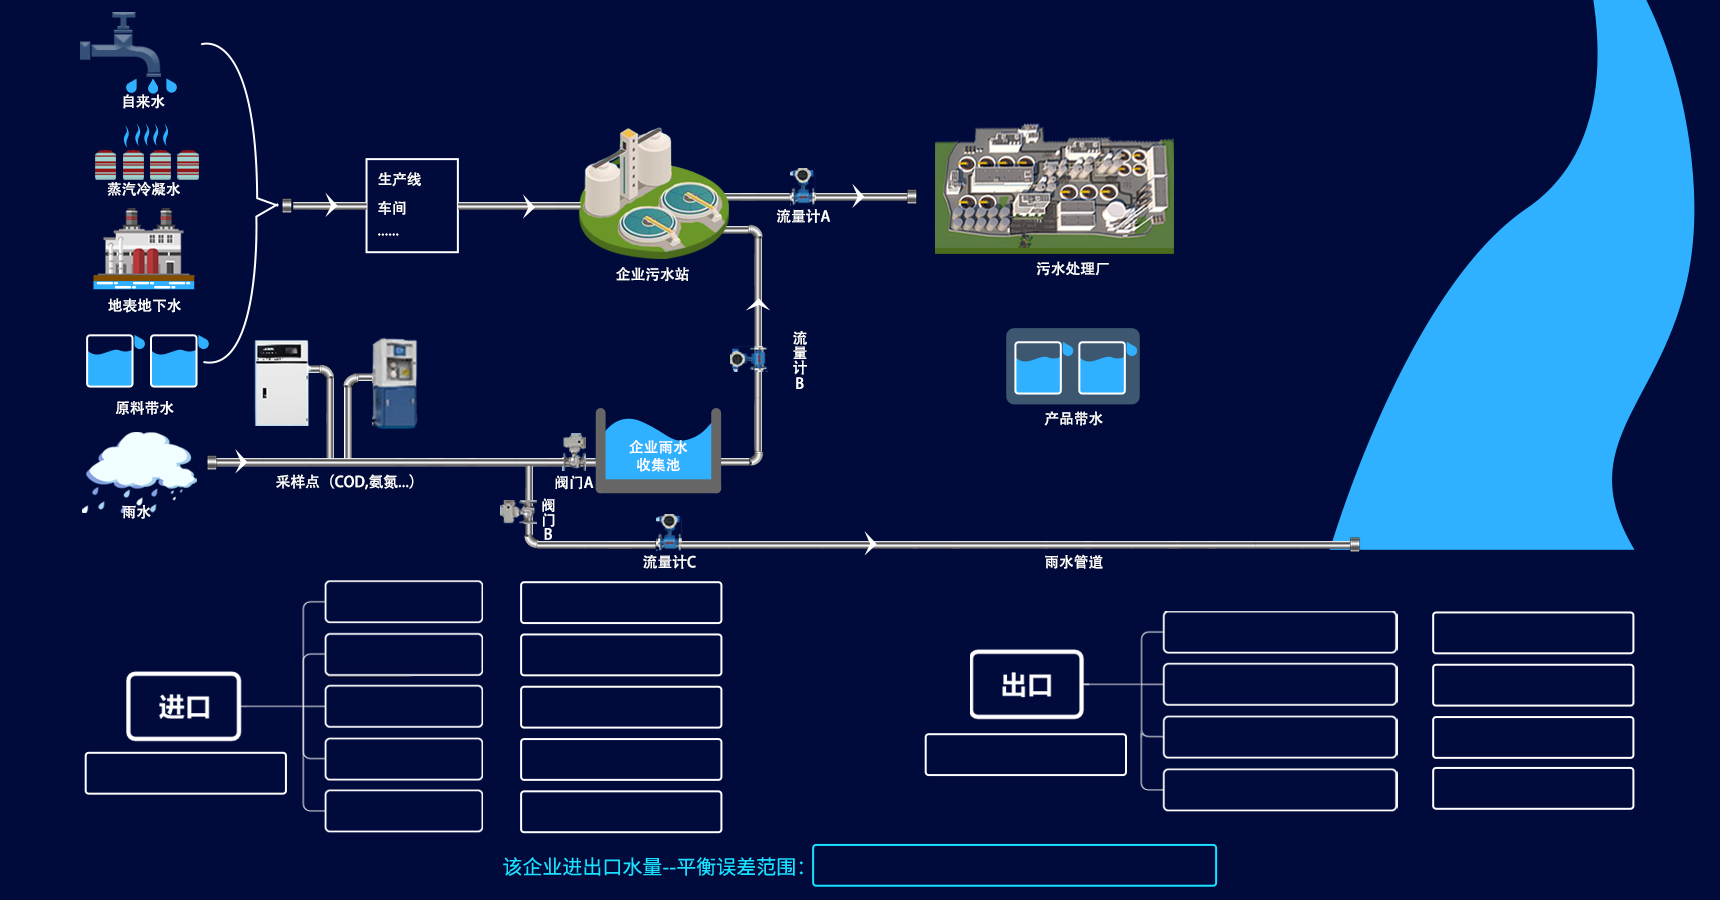 自来水
蒸汽冷凝水
地表地下水
原料带水
雨水
生产线
车间
......
企业污水站
流量计A
污水处理厂
流量计B
产品带水
采样点（COD,氨氮...）
阀门A
企业雨水
收集池
阀门B
流量计C
雨水管道
进口
出口
该企业进出口水量--平衡误差范围：